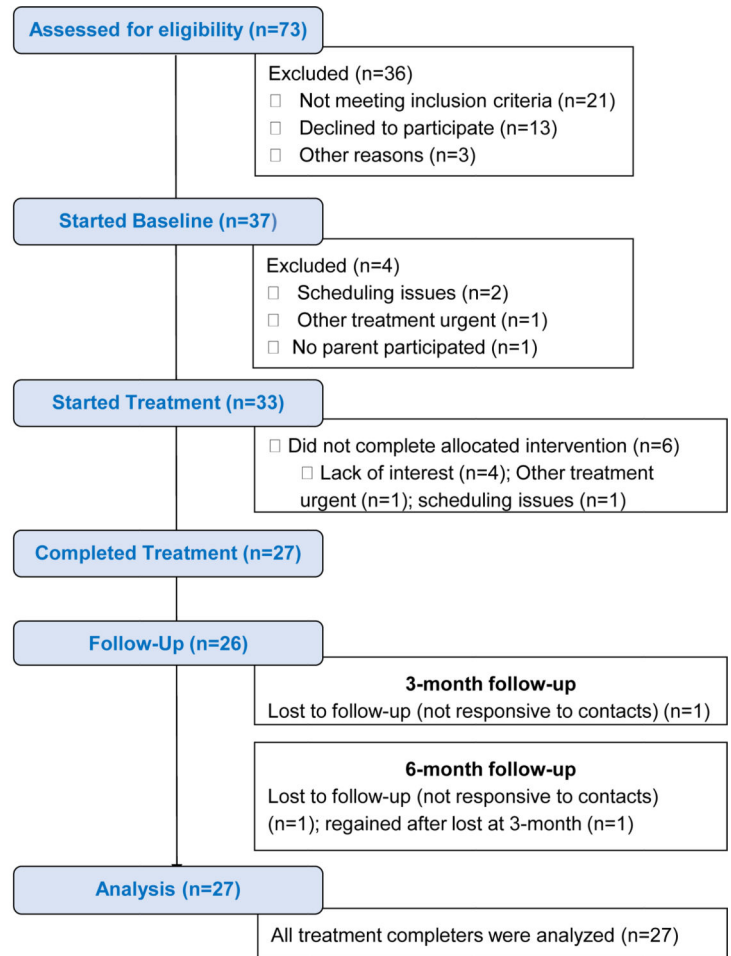 Assessed for eligibility (n=73)
Excluded (n=36)
□ Not meeting inclusion criteria (n=21)
□ Declined to participate (n=13)
□ Other reasons (n=3)
Started Baseline (n=37)
Excluded (n=4)
□ Scheduling issues (n=2)
□ Other treatment urgent (n=1)
□ No parent participated (n=1)
Started Treatment (n=33)
□ Did not complete allocated intervention (n=6)
□ Lack of interest (n=4); Other treatment
urgent (n=1); scheduling issues (n=1)
Completed Treatment (n=27)
Follow-Up (n=26)
3-month follow-up
Lost to follow-up (not responsive to contacts) (n=1)
6-month follow-up
Lost to follow-up (not responsive to contacts)
(n=1); regained after lost at 3-month (n=1)
Analysis (n=27)
All treatment completers were analyzed (n=27)